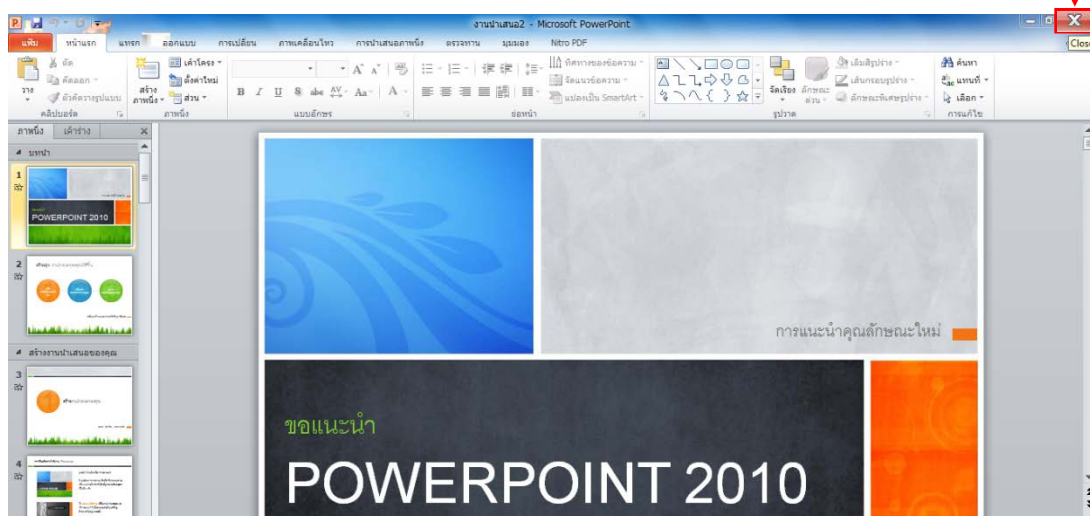 งานนำเสนอ2 - Microsoft PowerPoint
Close
แฟ้ม หน้าแรก แทรก ออกแบบ การเปลี่ยน ภาพเคลื่อนไหว การนำเสนอภาพนิ่ง ตรวจทาน มุมมอง Nitro PDF
วาง
ตัด
คัดลอก
ตัวคัดวางรูปแบบ
คลิปบอร์ด
สร้าง
ภาพนิ่ง
เค้าโครง
ตั้งค่าใหม่
ส่วน
ภาพนิ่ง
B I U S abc AV Aa A
แบบอักษร
ทิศทางของข้อความ
จัดแนวข้อความ
แปลงเป็น SmartArt
ย่อหน้า
จัดเรียง
ลักษณะ
ด่วน
เติมสีรูปร่าง
เส้นกรอบรูปร่าง
ลักษณะพิเศษรูปร่าง
รูปวาด
ค้นหา
แทนที่
เลือก
การแก้ไข
ภาพนิ่ง เค้าร่าง
บทนำ
1
POWERPOINT 2010
2
สร้างงานนำเสนอของคุณ
3
4
การแนะนำคุณลักษณะใหม่
ขอแนะนำ
POWERPOINT 2010